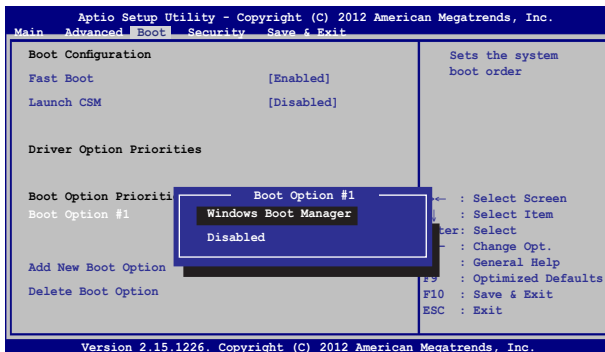 Aptio Setup Utility - Copyright (C) 2012 American Megatrends, Inc.
Main Advanced Boot Security Save & Exit
Boot Configuration
Fast Boot [Enabled]
Launch CSM [Disabled]
Driver Option Priorities
Boot Option Prioriti
Boot Option #1
Add New Boot Option
Delete Boot Option
Boot Option #1
Windows Boot Manager
Disabled
Sets the system
boot order
← : Select Screen
: Select Item
ter: Select
— : Change Opt.
: General Help
F9 : Optimized Defaults
F10 : Save & Exit
ESC : Exit
Version 2.15.1226. Copyright (C) 2012 American Megatrends, Inc.